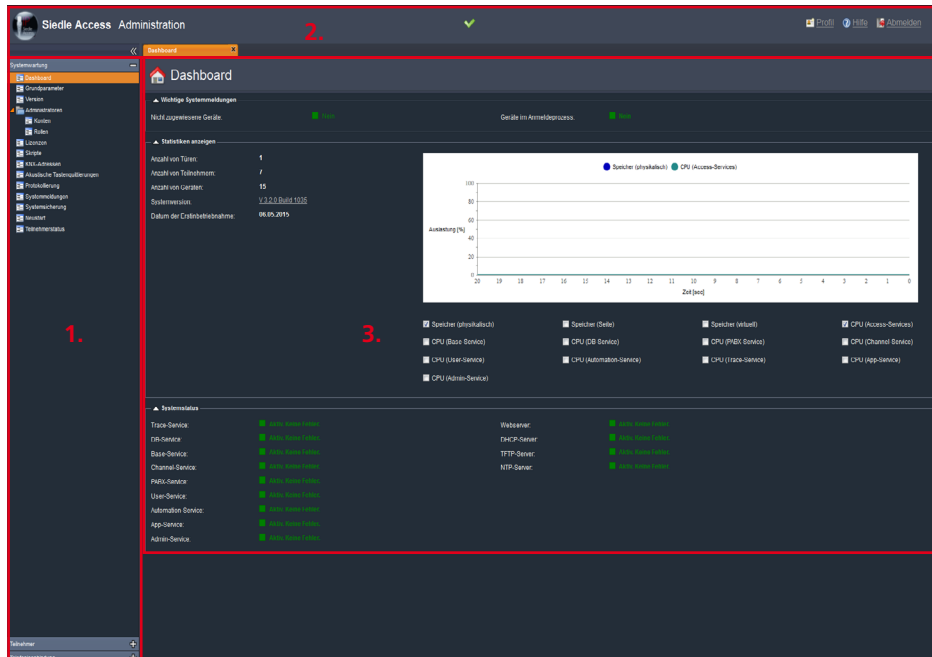 Siedle Access Administration
2.
Profil Hilfe Abmelden
Dashboard
Systemwartung
Dashboard
Grundparameter
Version
Administratoren
Konten
Rollen
Lizenzen
Skripte
KNX-Adressen
Akustische Tastenquittierungen
Protokollierung
Systemmeldungen
Systemsicherung
Neustart
Teilnehmerstatus
1.
Teilnehmer
Dashboard
Wichtige Systemmeldungen
Nicht zugewiesene Geräte: Nein
Geräte im Anmeldeprozess: Nein
Statistiken anzeigen
Anzahl von Türen: 1
Anzahl von Teilnehmern: 7
Anzahl von Geräten: 15
Systemversion: V 3.2.0 Build 1035
Datum der Erstinbetriebnahme: 06.05.2015
Speicher (physikalisch) CPU (Access-Services)
100
80
60
Auslastung [%]
40
20
0
20 19 18 17 16 15 14 13 12 11 10 9 8 7 6 5 4 3 2 1 0
Zeit [sec]
3.
Speicher (physikalisch) Speicher (Seite) Speicher (virtuell) CPU (Access-Services)
CPU (Base Service) CPU (DB Service) CPU (PABX Service) CPU (Channel Service)
CPU (User-Service) CPU (Automation-Service) CPU (Trace-Service) CPU (App-Service)
CPU (Admin-Service)
Systemstatus
Trace-Service: Aktiv. Keine Fehler.
DB-Service: Aktiv. Keine Fehler.
Base-Service: Aktiv. Keine Fehler.
Channel-Service: Aktiv. Keine Fehler.
PABX-Service: Aktiv. Keine Fehler.
User-Service: Aktiv. Keine Fehler.
Automation Service: Aktiv. Keine Fehler.
App-Service: Aktiv. Keine Fehler.
Admin-Service: Aktiv. Keine Fehler.
Webserver: Aktiv. Keine Fehler.
DHCP-Server: Aktiv. Keine Fehler.
TFTP-Server: Aktiv. Keine Fehler.
NTP-Server: Aktiv. Keine Fehler.